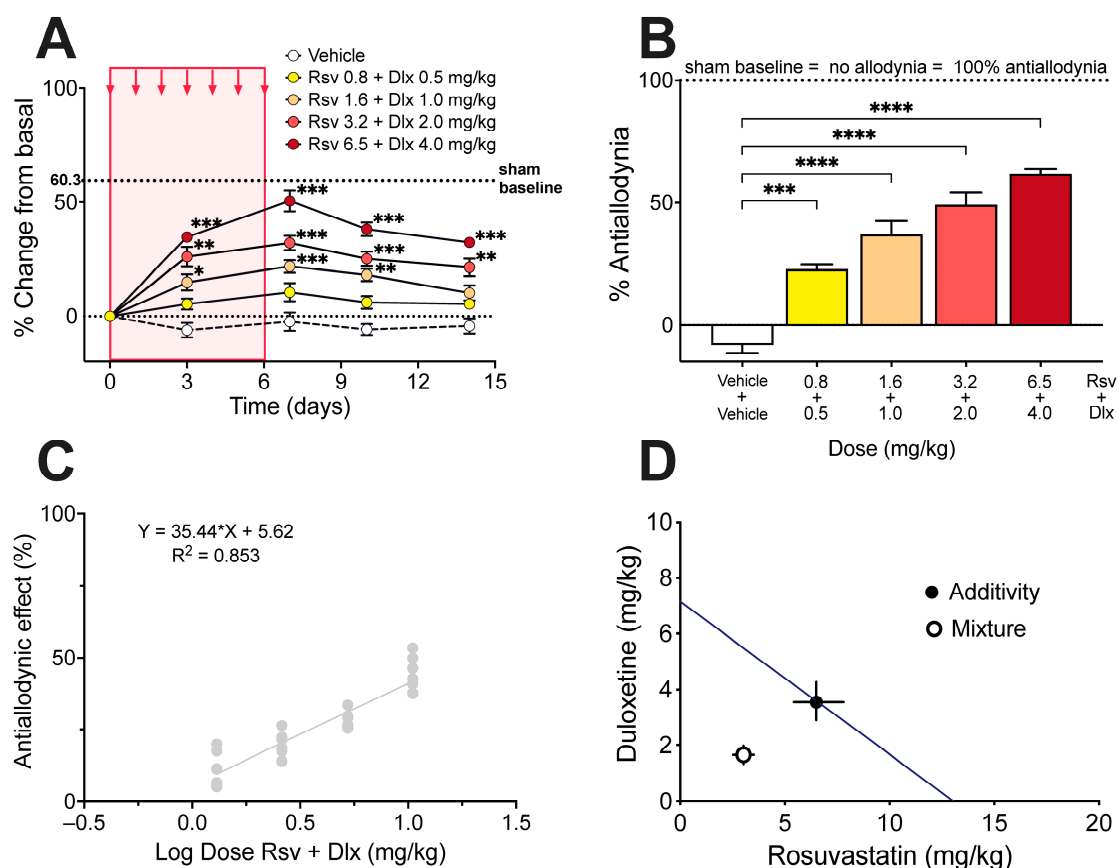 A
Vehicle
Rsv 0.8 + Dlx 0.5 mg/kg
Rsv 1.6 + Dlx 1.0 mg/kg
Rsv 3.2 + Dlx 2.0 mg/kg
Rsv 6.5 + Dlx 4.0 mg/kg
% Change from basal
100
60.3
50
0
sham
baseline
***
**
*
***
***
***
***
***
**
***
**
0 3 6 9 12 15
Time (days)
B
sham baseline = no allodynia = 100% antiallodynia
% Antiallodynia
100
50
0
****
****
****
***
Vehicle 0.8 1.6 3.2 6.5 Rsv
+ + + + + +
Vehicle 0.5 1.0 2.0 4.0 Dlx
Dose (mg/kg)
C
Y = 35.44*X + 5.62
R2 = 0.853
Antiallodynic effect (%)
100
50
0
–0.5 0.0 0.5 1.0 1.5
Log Dose Rsv + Dlx (mg/kg)
D
Additivity
Mixture
Duloxetine (mg/kg)
10
8
6
4
2
0
0 5 10 15 20
Rosuvastatin (mg/kg)